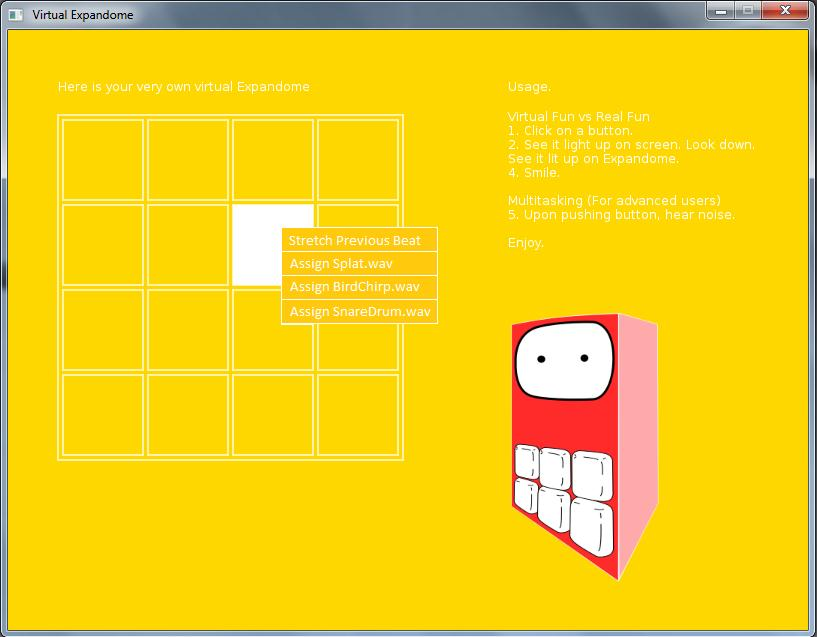 Virtual Expandome
Here is your very own virtual Expandome
Stretch Previous Beat
Assign Splat.wav
Assign BirdChirp.wav
Assign SnareDrum.wav
Usage.
Virtual Fun vs Real Fun
1. Click on a button.
2. See it light up on screen. Look down.
See it lit up on Expandome.
4. Smile.
Multitasking (For advanced users)
5. Upon pushing button, hear noise.
Enjoy.